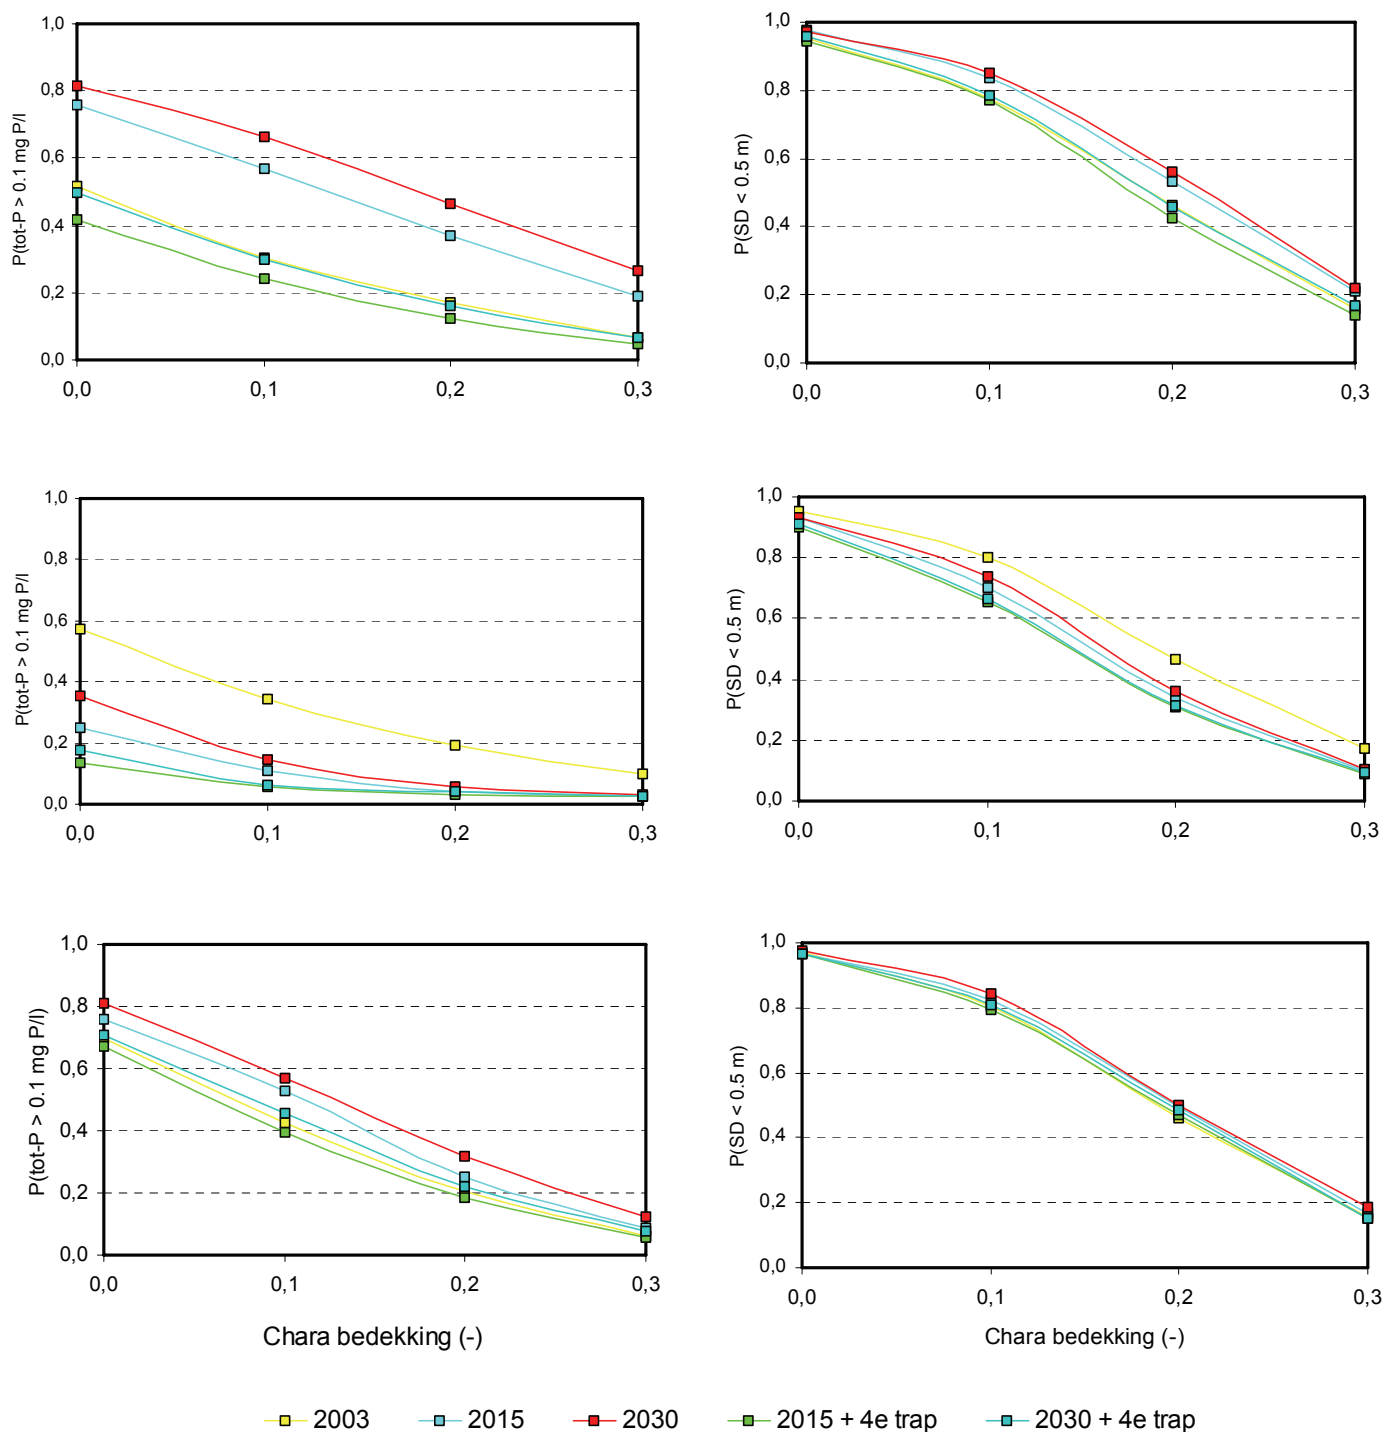 P(tot-P > 0.1 mg P/l
1,0
0,8
0,6
0,4
0,2
0,0
0,0 0,1 0,2 0,3
P(SD < 0.5 m)
1,0
0,8
0,6
0,4
0,2
0,0
0,0 0,1 0,2 0,3
P(tot-P > 0.1 mg P/l
1,0
0,8
0,6
0,4
0,2
0,0
0,0 0,1 0,2 0,3
P(SD < 0.5 m)
1,0
0,8
0,6
0,4
0,2
0,0
0,0 0,1 0,2 0,3
P(tot-P > 0.1 mg P/l)
1,0
0,8
0,6
0,4
0,2
0,0
0,0 0,1 0,2 0,3
Chara bedekking (-)
P(SD < 0.5 m)
1,0
0,8
0,6
0,4
0,2
0,0
0,0 0,1 0,2 0,3
Chara bedekking (-)
2003 2015 2030 2015 + 4e trap 2030 + 4e trap